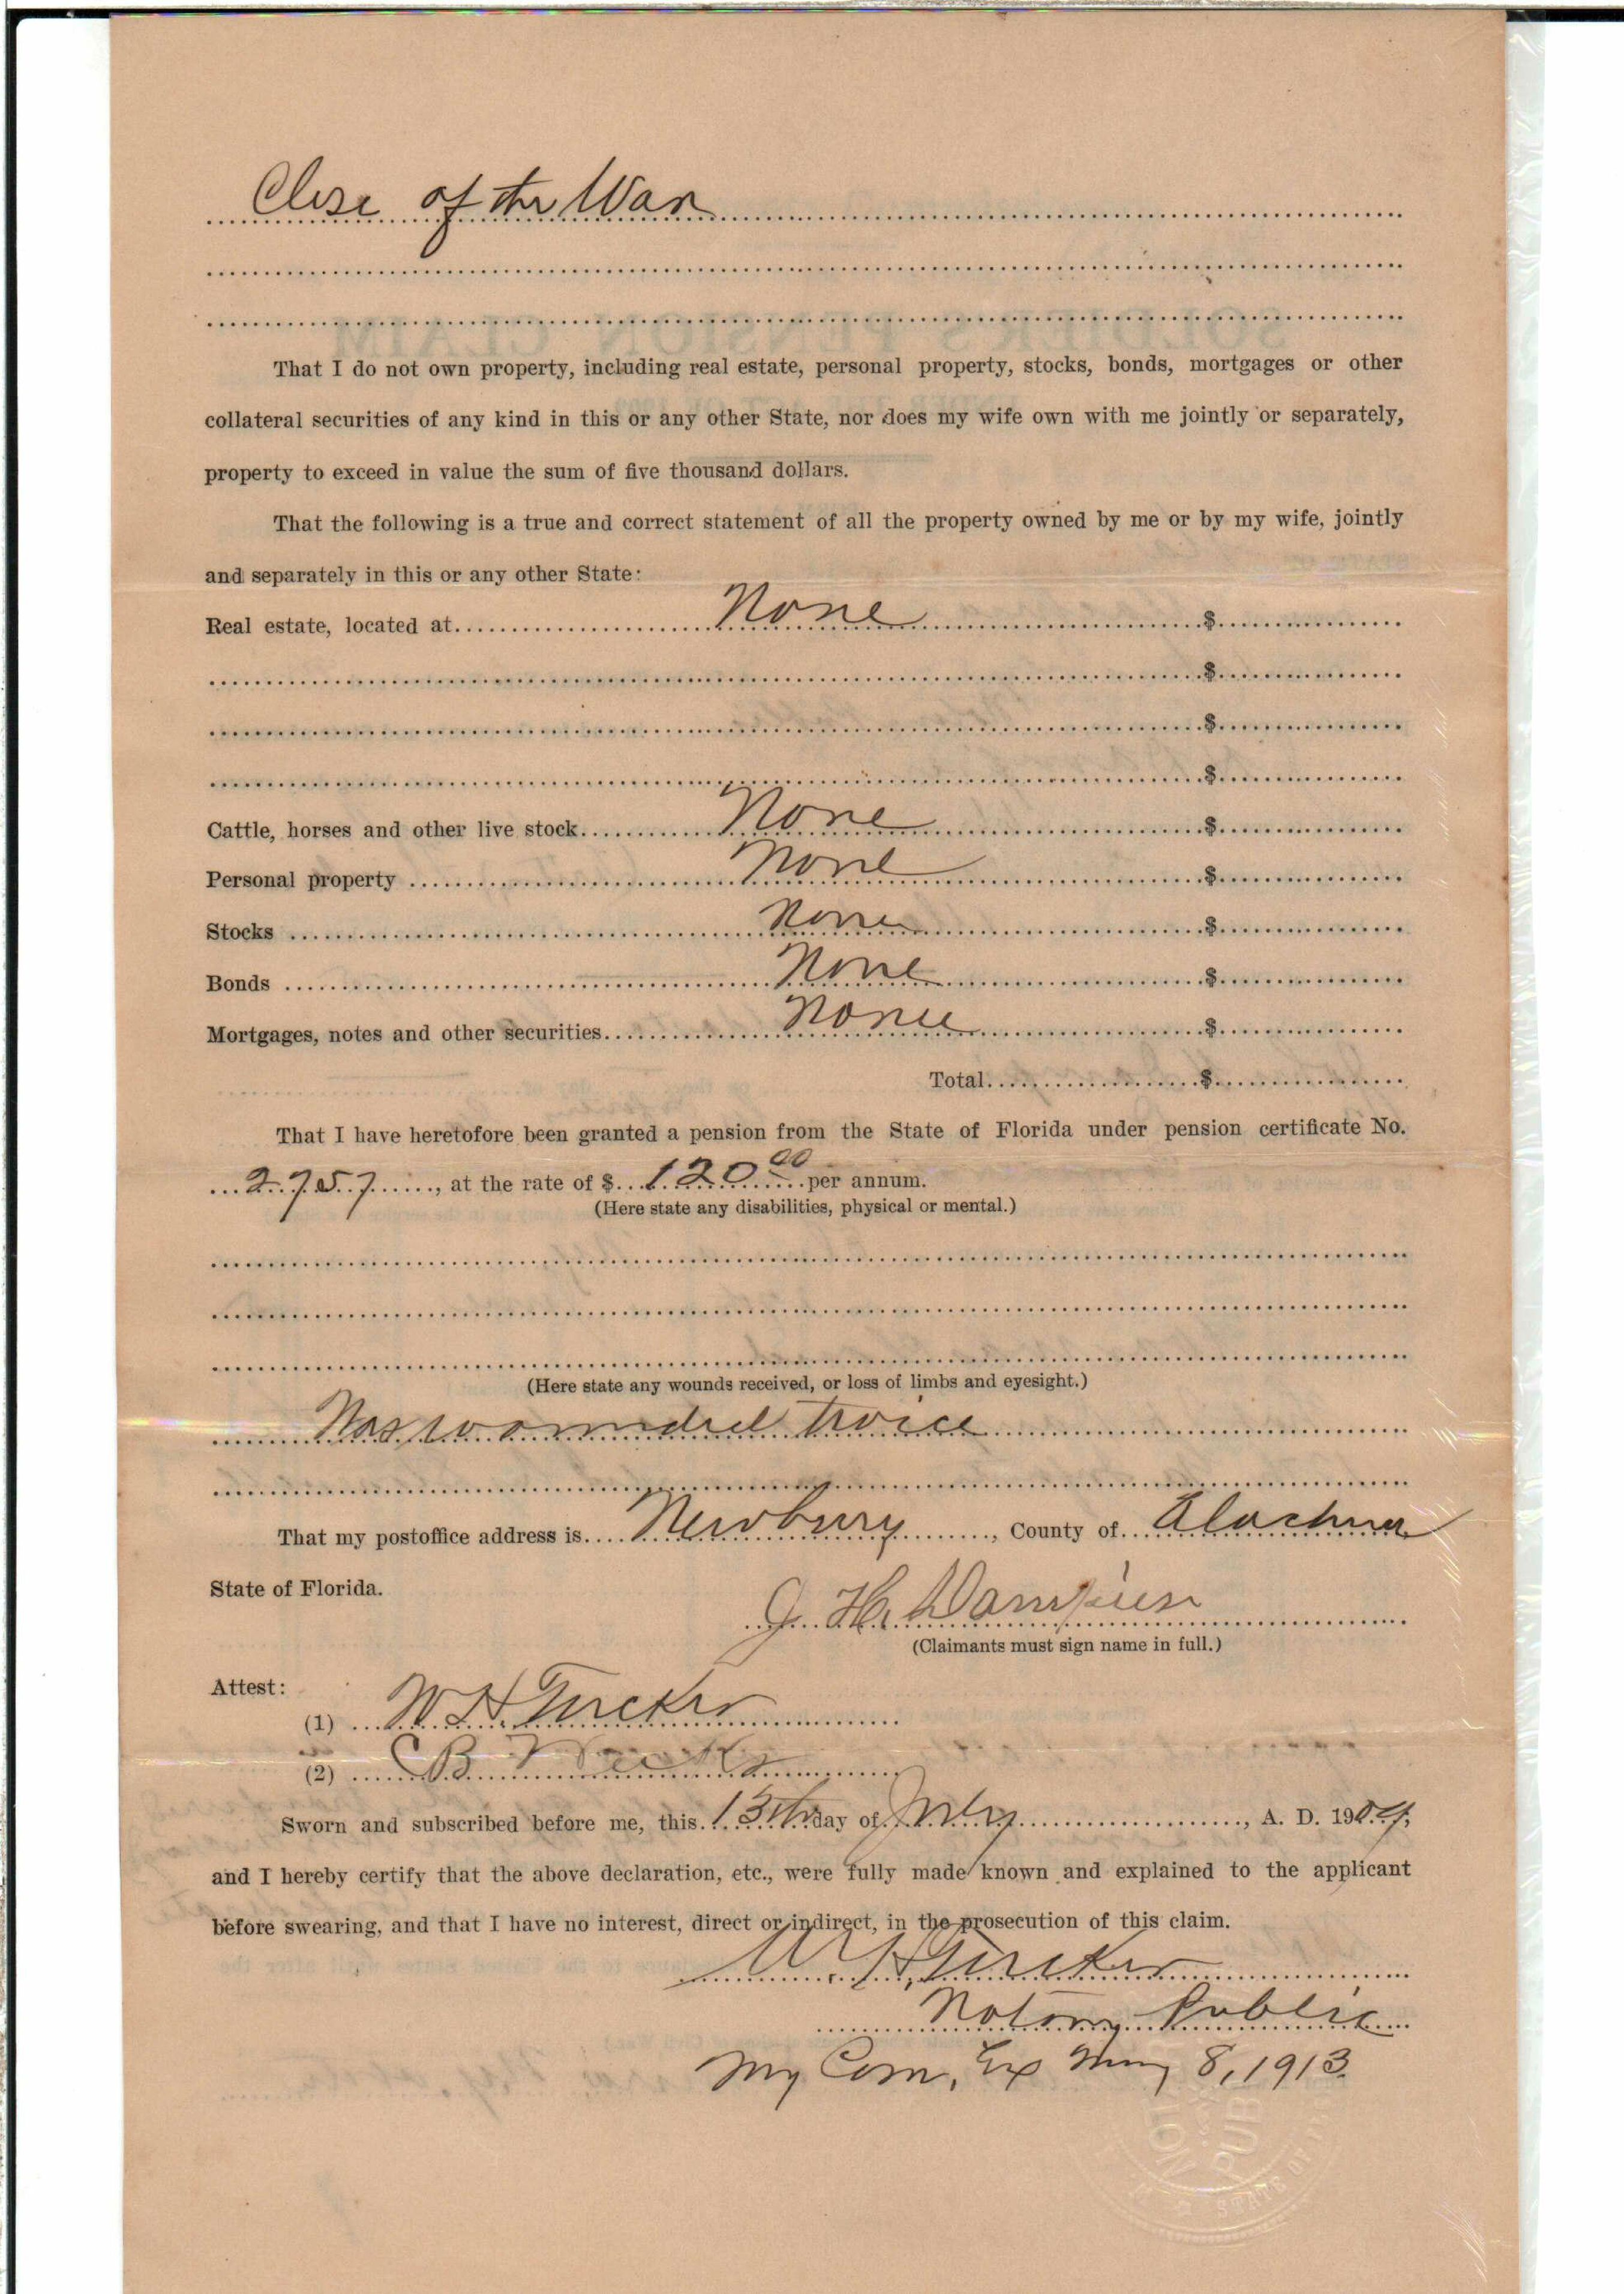 Close of the War
That I do not own property, including real estate, personal property, stocks, bonds, mortgages or other
collateral securities of any kind in this or any other State, nor does my wife own with me jointly or separately,
property to exceed in value the sum of five thousand dollars.
That the following is a true and correct statement of all the property owned by me or by my wife, jointly
and separately in this or any other State:
Real estate, located at None $
$
$
$
Cattle, horses and other live stock None $
Personal property None $
Stocks None $
Bonds None $
Mortgages, notes and other securities None $
Total $
That I have heretofore been granted a pension from the State of Florida under pension certificate No.
2757, at the rate of $ 120 00 per annum.
(Here state any disabilities, physical or mental.)
(Here state any wounds received, or loss of limbs and eyesight.)
Was woundred twice
That my postoffice address is Newbury, County of Alachua
State of Florida.
J. H.
(Claimants must sign name in full.)
Attest:
(1) W H Tucker
(2) C B
Sworn and subscribed before me, this 13th day of July, A. D. 1909,
and I hereby certify that the above declaration, etc., were fully made known and explained to the applicant
before swearing, and that I have no interest, direct or indirect, in the prosecution of this claim.
W H Tucker
Notary Public
My Com, Ex May 8, 1913.